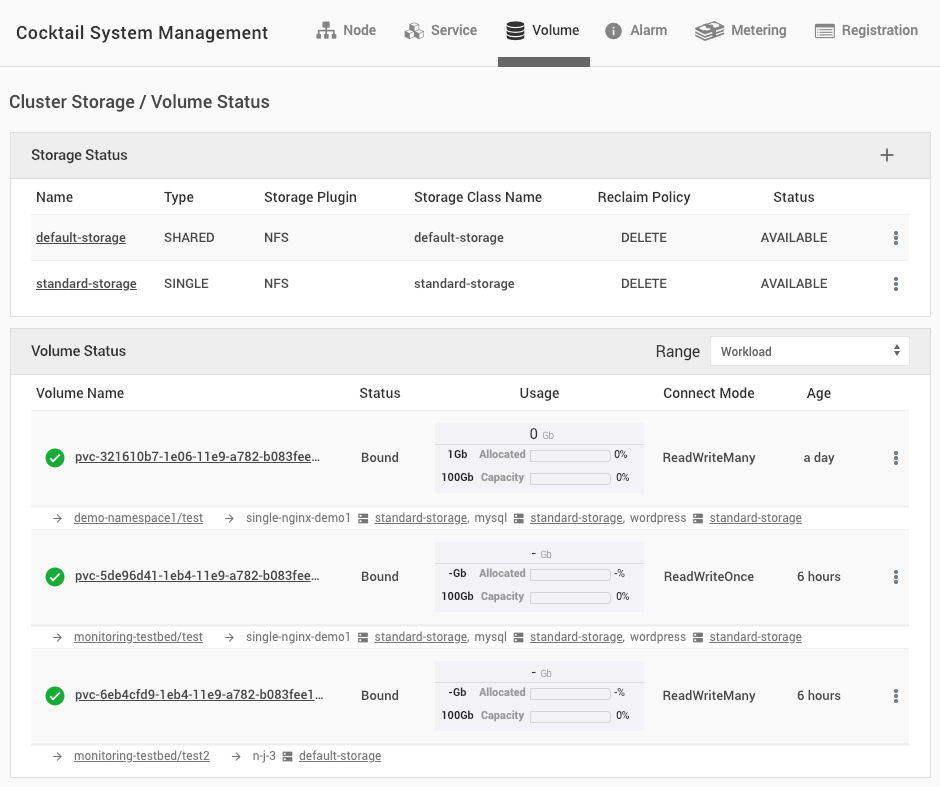 Cocktail System Management Node Service Volume Alarm Metering Registration
Cluster Storage / Volume Status
Storage Status
Name Type Storage Plugin Storage Class Name Reclaim Policy Status
default-storage SHARED NFS default-storage DELETE AVAILABLE
standard-storage SINGLE NFS standard-storage DELETE AVAILABLE
Volume Status Range Workload
Volume Name Status Usage Connect Mode Age
0 Gb
pvc-321610b7-1e06-11e9-a782-b083fee... Bound 1Gb Allocated 0% ReadWriteMany a day
100Gb Capacity 0%
→ demo-namespace1/test → single-nginx-demo1 standard-storage, mysql standard-storage, wordpress standard-storage
- Gb
pvc-5de96d41-1eb4-11e9-a782-b083fee... Bound -Gb Allocated -% ReadWriteOnce 6 hours
100Gb Capacity 0%
→ monitoring-testbed/test → single-nginx-demo1 standard-storage, mysql standard-storage, wordpress standard-storage
- Gb
pvc-6eb4cfd9-1eb4-11e9-a782-b083fee1... Bound -Gb Allocated -% ReadWriteMany 6 hours
100Gb Capacity 0%
→ monitoring-testbed/test2 → n-j-3 default-storage